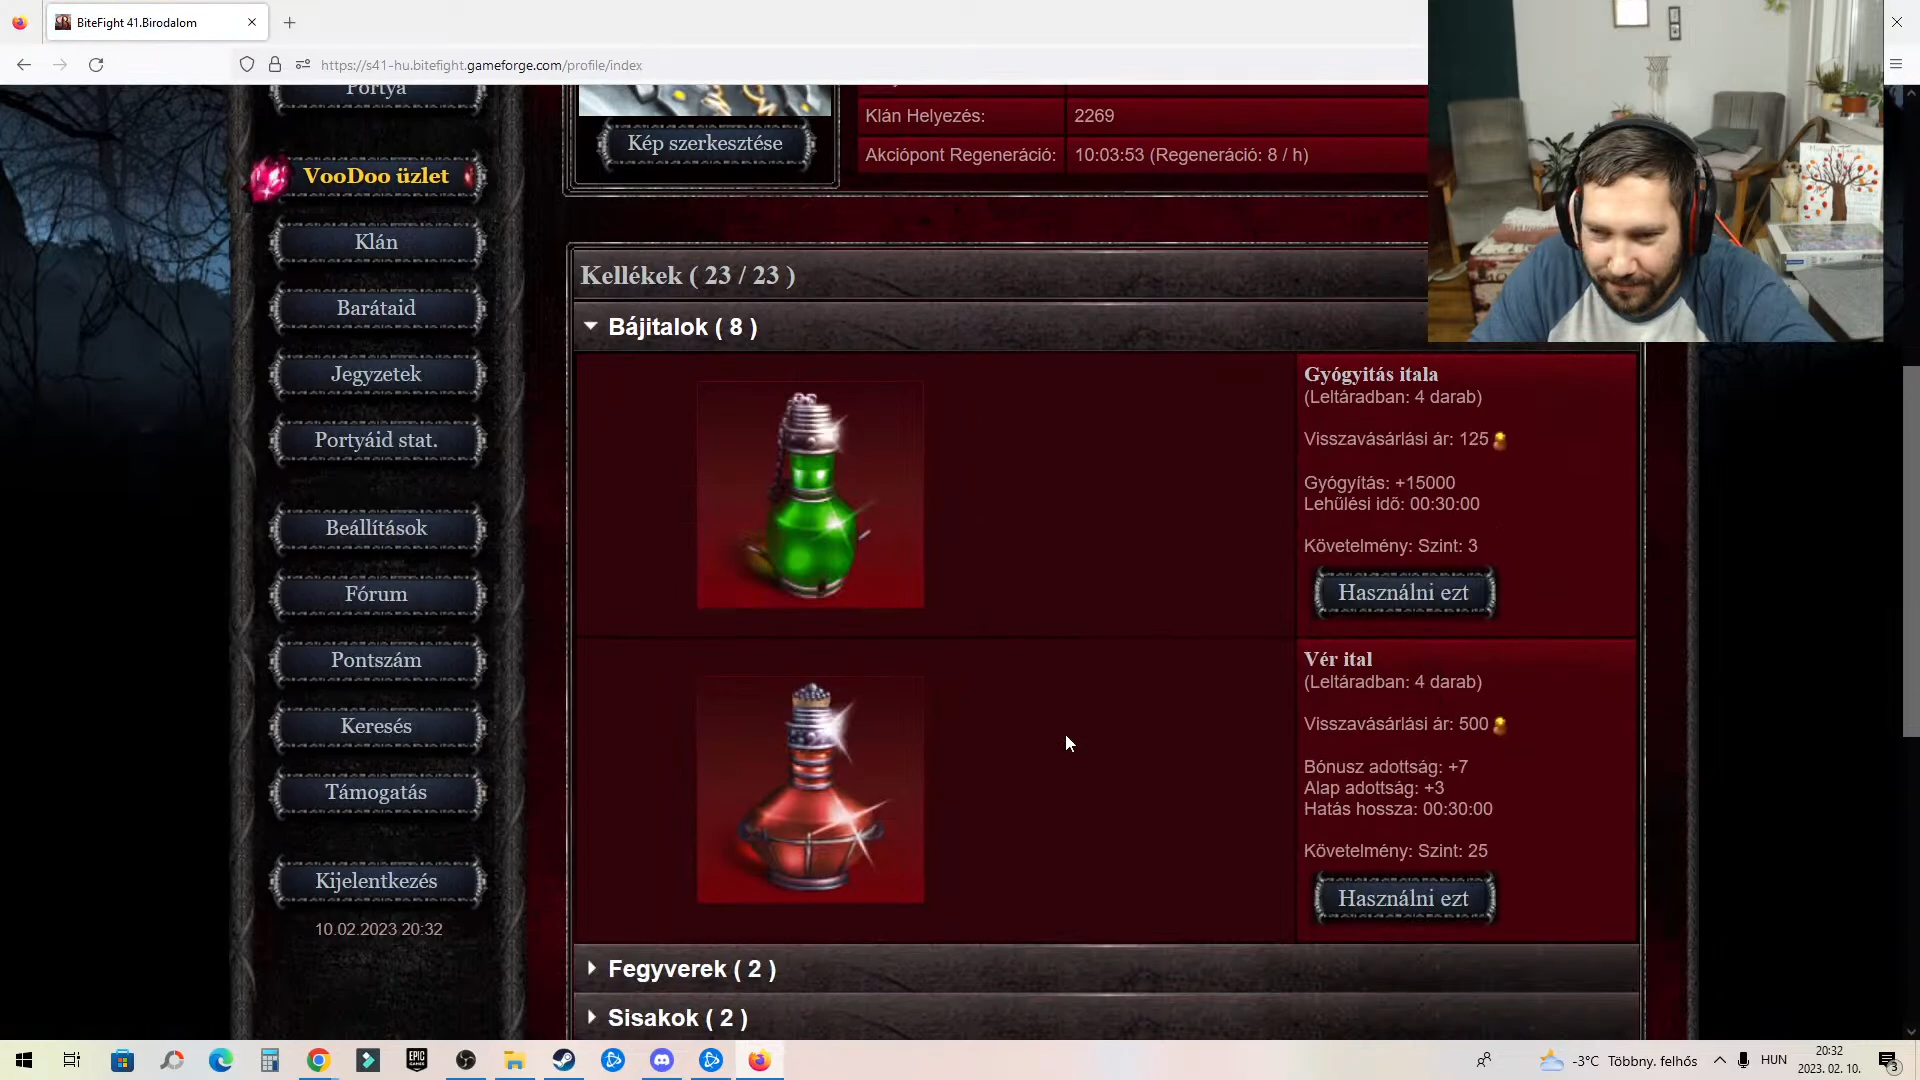 BiteFight 41.Birodalom
https://s41-hu.bitefight.gameforge.com/profile/index
Portya
VooDoo üzlet
Klán
Barátaid
Jegyzetek
Portyáid stat.
Beállítások
Fórum
Pontszám
Keresés
Támogatás
Kijelentkezés
10.02.2023 20:32
Kép szerkesztése
Klán Helyezés: 2269
Akciópont Regeneráció: 10:03:53 (Regeneráció: 8 / h)
Kellékek ( 23 / 23 )
Bájitalok ( 8 )
Gyógyitás itala
(Leltáradban: 4 darab)
Visszavásárlási ár: 125
Gyógyítás: +15000
Lehűlési idő: 00:30:00
Követelmény: Szint: 3
Használni ezt
Vér ital
(Leltáradban: 4 darab)
Visszavásárlási ár: 500
Bónusz adottság: +7
Alap adottság: +3
Hatás hossza: 00:30:00
Követelmény: Szint: 25
Használni ezt
Fegyverek ( 2 )
Sisakok ( 2 )
EPIC
GAMES
-3°C Többny. felhős
HUN
20:32
2023. 02. 10.
3